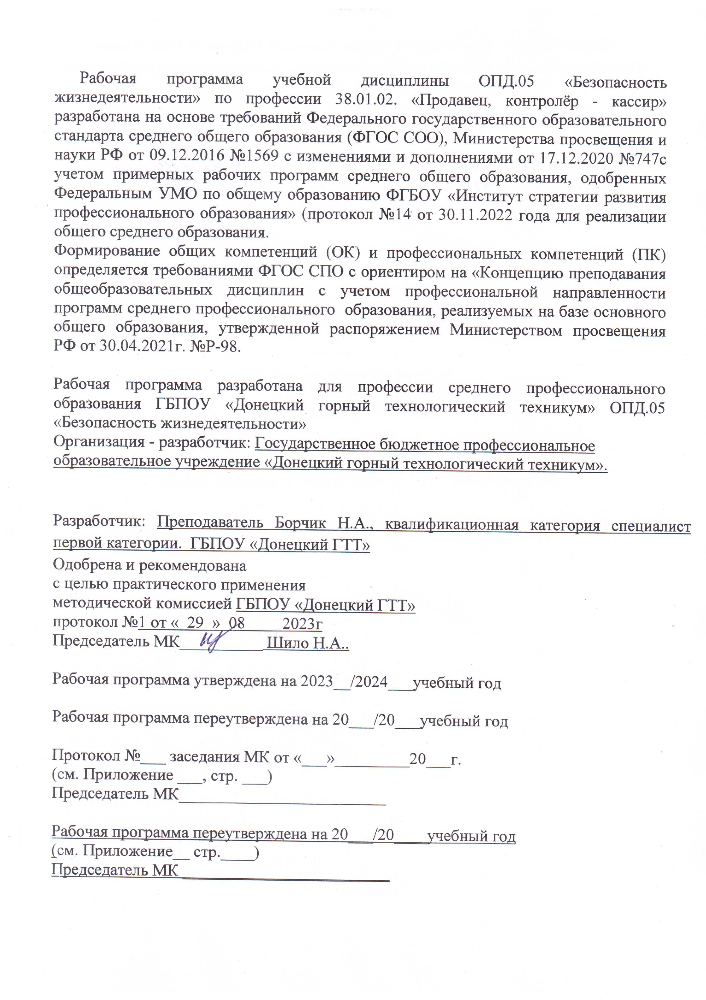 Рабочая программа учебной дисциплины ОПД.05 «Безопасность
жизнедеятельности» по профессии 38.01.02. «Продавец, контролёр - кассир»
разработана на основе требований Федерального государственного образовательного
стандарта среднего общего образования (ФГОС СОО), Министерства просвещения и
науки РФ от 09.12.2016 №1569 с изменениями и дополнениями от 17.12.2020 №747с
учетом примерных рабочих программ среднего общего образования, одобренных
Федеральным УМО по общему образованию ФГБОУ «Институт стратегии развития
профессионального образования» (протокол №14 от 30.11.2022 года для реализации
общего среднего образования.
Формирование общих компетенций (ОК) и профессиональных компетенций (ПК)
определяется требованиями ФГОС СПО с ориентиром на «Концепцию преподавания
общеобразовательных дисциплин с учетом профессиональной направленности
программ среднего профессионального образования, реализуемых на базе основного
общего образования, утвержденной распоряжением Министерством просвещения
РФ от 30.04.2021г. №Р-98.
Рабочая программа разработана для профессии среднего профессионального
образования ГБПОУ «Донецкий горный технологический техникум» ОПД.05
«Безопасность жизнедеятельности»
Организация - разработчик: Государственное бюджетное профессиональное
образовательное учреждение «Донецкий горный технологический техникум».
Разработчик: Преподаватель Борчик Н.А., квалификационная категория специалист
первой категории. ГБПОУ «Донецкий ГТТ»
Одобрена и рекомендована
с целью практического применения
методической комиссией ГБПОУ «Донецкий ГТТ»
протокол №1 от « 29 » 08 2023г
Председатель МК__________ Шило Н.А..
Рабочая программа утверждена на 2023__/2024___учебный год
Рабочая программа переутверждена на 20___/20___учебный год
Протокол №___ заседания МК от «___»_________20___г.
(см. Приложение ___, стр. ___)
Председатель МК_________________________
Рабочая программа переутверждена на 20___/20____учебный год
(см. Приложение__ стр.____)
Председатель МК_________________________